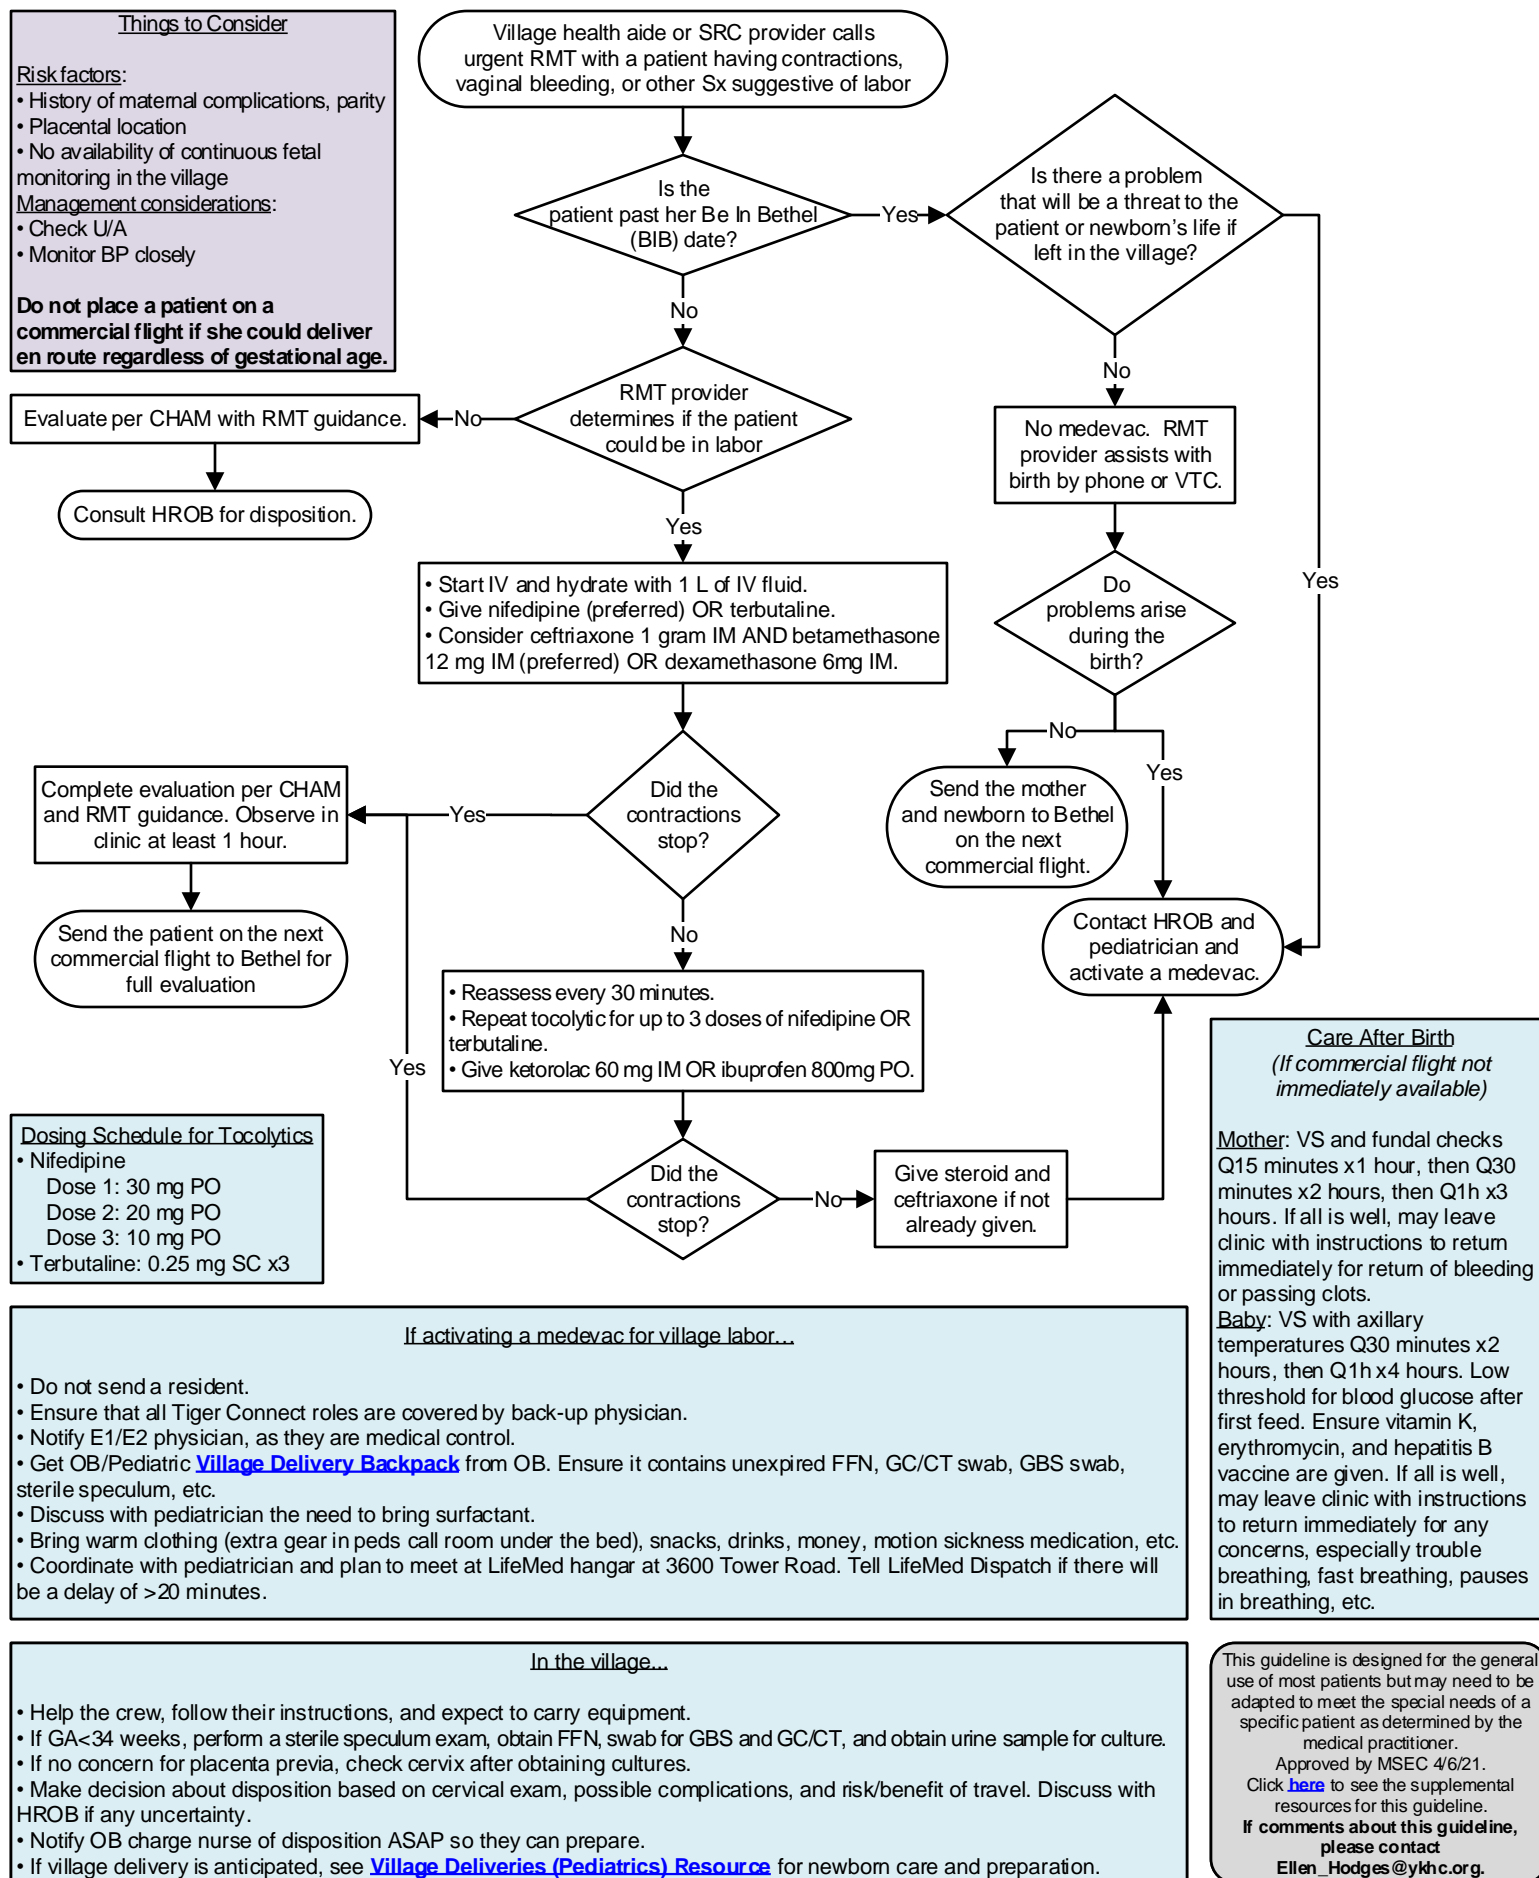 Things to Consider
Risk factors:
• History of maternal complications, parity
• Placental location
• No availability of continuous fetal
monitoring in the village
Management considerations:
• Check U/A
• Monitor BP closely
Do not place a patient on a
commercial flight if she could deliver
en route regardless of gestational age.
Village health aide or SRC provider calls
urgent RMT with a patient having contractions,
vaginal bleeding, or other Sx suggestive of labor
Is the
patient past her Be In Bethel
(BIB) date?
Yes
Is there a problem
that will be a threat to the
patient or newborn's life if
left in the village?
No
No
Yes
RMT provider
determines if the patient
could be in labor
No
Evaluate per CHAM with RMT guidance.
Consult HROB for disposition.
Yes
No medevac. RMT
provider assists with
birth by phone or VTC.
• Start IV and hydrate with 1 L of IV fluid.
• Give nifedipine (preferred) OR terbutaline.
• Consider ceftriaxone 1 gram IM AND betamethasone
12 mg IM (preferred) OR dexamethasone 6mg IM.
Do
problems arise
during the
birth?
No
Yes
Send the mother
and newborn to Bethel
on the next
commercial flight.
Did the
contractions
stop?
Yes
Complete evaluation per CHAM
and RMT guidance. Observe in
clinic at least 1 hour.
Send the patient on the next
commercial flight to Bethel for
full evaluation
No
Contact HROB and
pediatrician and
activate a medevac.
• Reassess every 30 minutes.
• Repeat tocolytic for up to 3 doses of nifedipine OR
terbutaline.
• Give ketorolac 60 mg IM OR ibuprofen 800mg PO.
Yes
Did the
contractions
stop?
No
Give steroid and
ceftriaxone if not
already given.
Dosing Schedule for Tocolytics
• Nifedipine
Dose 1: 30 mg PO
Dose 2: 20 mg PO
Dose 3: 10 mg PO
• Terbutaline: 0.25 mg SC x3
Care After Birth
(If commercial flight not
immediately available)
Mother: VS and fundal checks
Q15 minutes x1 hour, then Q30
minutes x2 hours, then Q1h x3
hours. If all is well, may leave
clinic with instructions to return
immediately for return of bleeding
or passing clots.
Baby: VS with axillary
temperatures Q30 minutes x2
hours, then Q1h x4 hours. Low
threshold for blood glucose after
first feed. Ensure vitamin K,
erythromycin, and hepatitis B
vaccine are given. If all is well,
may leave clinic with instructions
to return immediately for any
concerns, especially trouble
breathing, fast breathing, pauses
in breathing, etc.
If activating a medevac for village labor…
• Do not send a resident.
• Ensure that all Tiger Connect roles are covered by back-up physician.
• Notify E1/E2 physician, as they are medical control.
• Get OB/Pediatric Village Delivery Backpack from OB. Ensure it contains unexpired FFN, GC/CT swab, GBS swab,
sterile speculum, etc.
• Discuss with pediatrician the need to bring surfactant.
• Bring warm clothing (extra gear in peds call room under the bed), snacks, drinks, money, motion sickness medication, etc.
• Coordinate with pediatrician and plan to meet at LifeMed hangar at 3600 Tower Road. Tell LifeMed Dispatch if there will
be a delay of >20 minutes.
In the village...
• Help the crew, follow their instructions, and expect to carry equipment.
• If GA<34 weeks, perform a sterile speculum exam, obtain FFN, swab for GBS and GC/CT, and obtain urine sample for culture.
• If no concern for placenta previa, check cervix after obtaining cultures.
• Make decision about disposition based on cervical exam, possible complications, and risk/benefit of travel. Discuss with
HROB if any uncertainty.
• Notify OB charge nurse of disposition ASAP so they can prepare.
• If village delivery is anticipated, see Village Deliveries (Pediatrics) Resource for newborn care and preparation.
This guideline is designed for the general
use of most patients but may need to be
adapted to meet the special needs of a
specific patient as determined by the
medical practitioner.
Approved by MSEC 4/6/21.
Click here to see the supplemental
resources for this guideline.
If comments about this guideline,
please contact
Ellen_Hodges@ykhc.org.